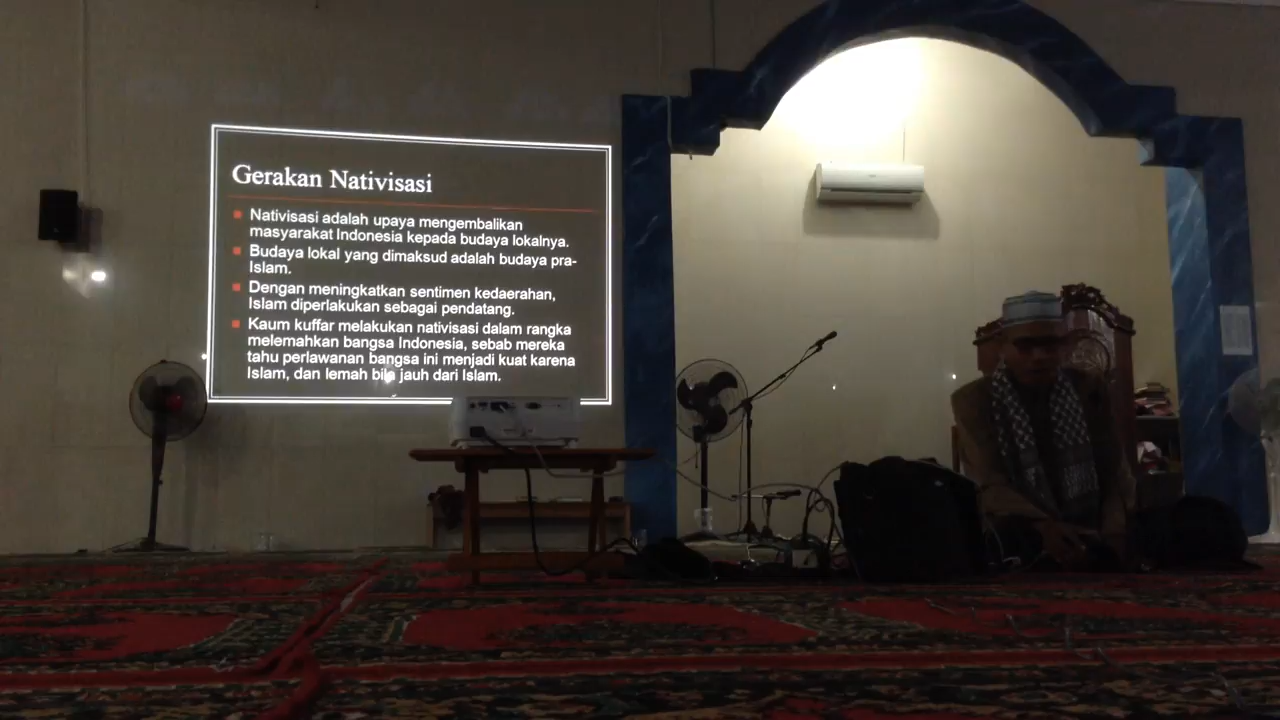 Gerakan Nativisasi
Nativisasi adalah upaya mengembalikan
masyarakat Indonesia kepada budaya lokalnya.
Budaya lokal yang dimaksud adalah budaya pra-
Islam.
Dengan meningkatkan sentimen kedaerahan,
Islam diperlakukan sebagai pendatang.
Kaum kuffar melakukan nativisasi dalam rangka
melemahkan bangsa Indonesia, sebab mereka
tahu perlawanan bangsa ini menjadi kuat karena
Islam, dan lemah bila jauh dari Islam.